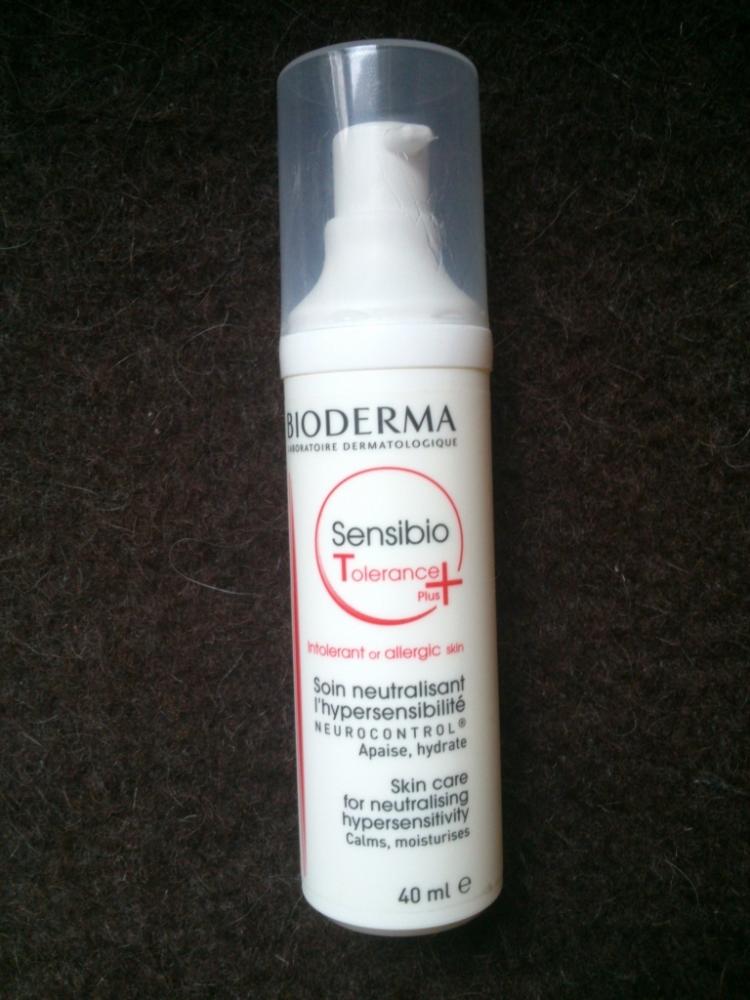 BIODERMA
LABORATOIRE DERMATOLOGIQUE
Sensibio
Tolerance+
Plus
Intolerant or allergic skin
Soin neutralisant
l'hypersensibilité
NEUROCONTROL®
Apaise, hydrate
Skin care
for neutralising
hypersensitivity
Calms, moisturises
40 ml e